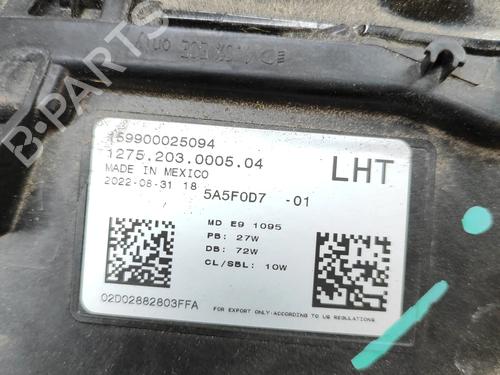 159900025094
1275.203.0005.04
MADE IN MEXICO
2022-08-31 18
5A5F0D7 -01
LHT
MD E9 1095
PB: 27W
DB: 72W
CL/SBL: 10W
02D02882803FFA
FOR EXPORT ONLY-ACCORDING TO US REGULATIONS
B-PARTS